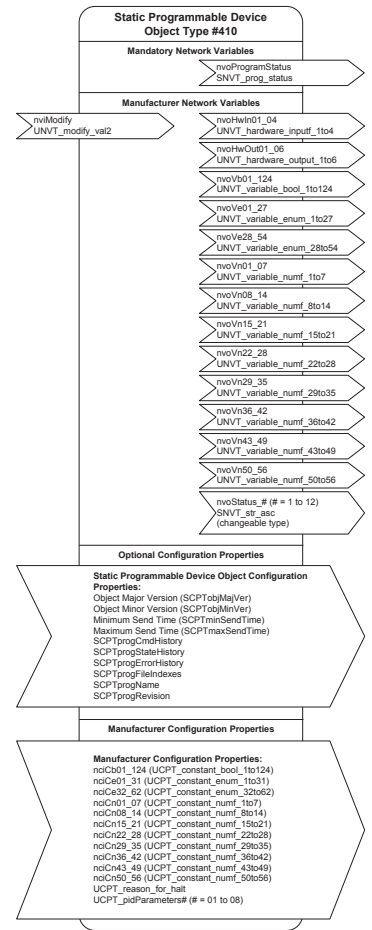 Static Programmable Device
Object Type #410
Mandatory Network Variables
nvoProgramStatus
SNVT_prog_status
Manufacturer Network Variables
nviModify
UNVT_modify_val2
nvoHwIn01_04
UNVT_hardware_inputf_1to4
nvoHwOut01_06
UNVT_hardware_output_1to6
nvoVb01_124
UNVT_variable_bool_1to124
nvoVe01_27
UNVT_variable_enum_1to27
nvoVe28_54
UNVT_variable_enum_28to54
nvoVn01_07
UNVT_variable_numf_1to7
nvoVn08_14
UNVT_variable_numf_8to14
nvoVn15_21
UNVT_variable_numf_15to21
nvoVn22_28
UNVT_variable_numf_22to28
nvoVn29_35
UNVT_variable_numf_29to35
nvoVn36_42
UNVT_variable_numf_36to42
nvoVn43_49
UNVT_variable_numf_43to49
nvoVn50_56
UNVT_variable_numf_50to56
nvoStatus_# (# = 1 to 12)
SNVT_str_asc
(changeable type)
Optional Configuration Properties
Static Programmable Device Object Configuration
Properties:
Object Major Version (SCPTobjMajVer)
Object Minor Version (SCPTobjMinVer)
Minimum Send Time (SCPTminSendTime)
Maximum Send Time (SCPTmaxSendTime)
SCPTprogCmdHistory
SCPTprogStateHistory
SCPTprogErrorHistory
SCPTprogFileIndexes
SCPTprogName
SCPTprogRevision
Manufacturer Configuration Properties
Manufacturer Configuration Properties:
nciCb01_124 (UCPT_constant_bool_1to124)
nciCe01_31 (UCPT_constant_enum_1to31)
nciCe32_62 (UCPT_constant_enum_32to62)
nciCn01_07 (UCPT_constant_numf_1to7)
nciCn08_14 (UCPT_constant_numf_8to14)
nciCn15_21 (UCPT_constant_numf_15to21)
nciCn22_28 (UCPT_constant_numf_22to28)
nciCn29_35 (UCPT_constant_numf_29to35)
nciCn36_42 (UCPT_constant_numf_36to42)
nciCn43_49 (UCPT_constant_numf_43to49)
nciCn50_56 (UCPT_constant_numf_50to56)
UCPT_reason_for_halt
UCPT_pidParameters# (# = 01 to 08)